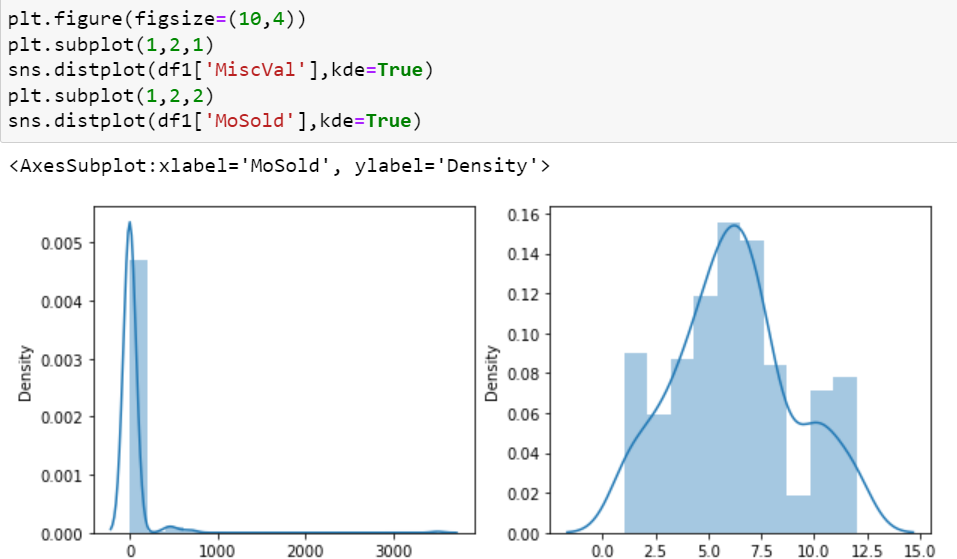 plt.figure(figsize=(10,4))
plt.subplot(1,2,1)
sns.distplot(df1['MiscVal'],kde=True)
plt.subplot(1,2,2)
sns.distplot(df1['MoSold'],kde=True)
<AxesSubplot:xlabel='MoSold', ylabel='Density'>
0.005
0.004
0.003
0.002
0.001
0.000
Density
0 1000 2000 3000
0.16
0.14
0.12
0.10
0.08
0.06
0.04
0.02
0.00
Density
0.0 2.5 5.0 7.5 10.0 12.5 15.0